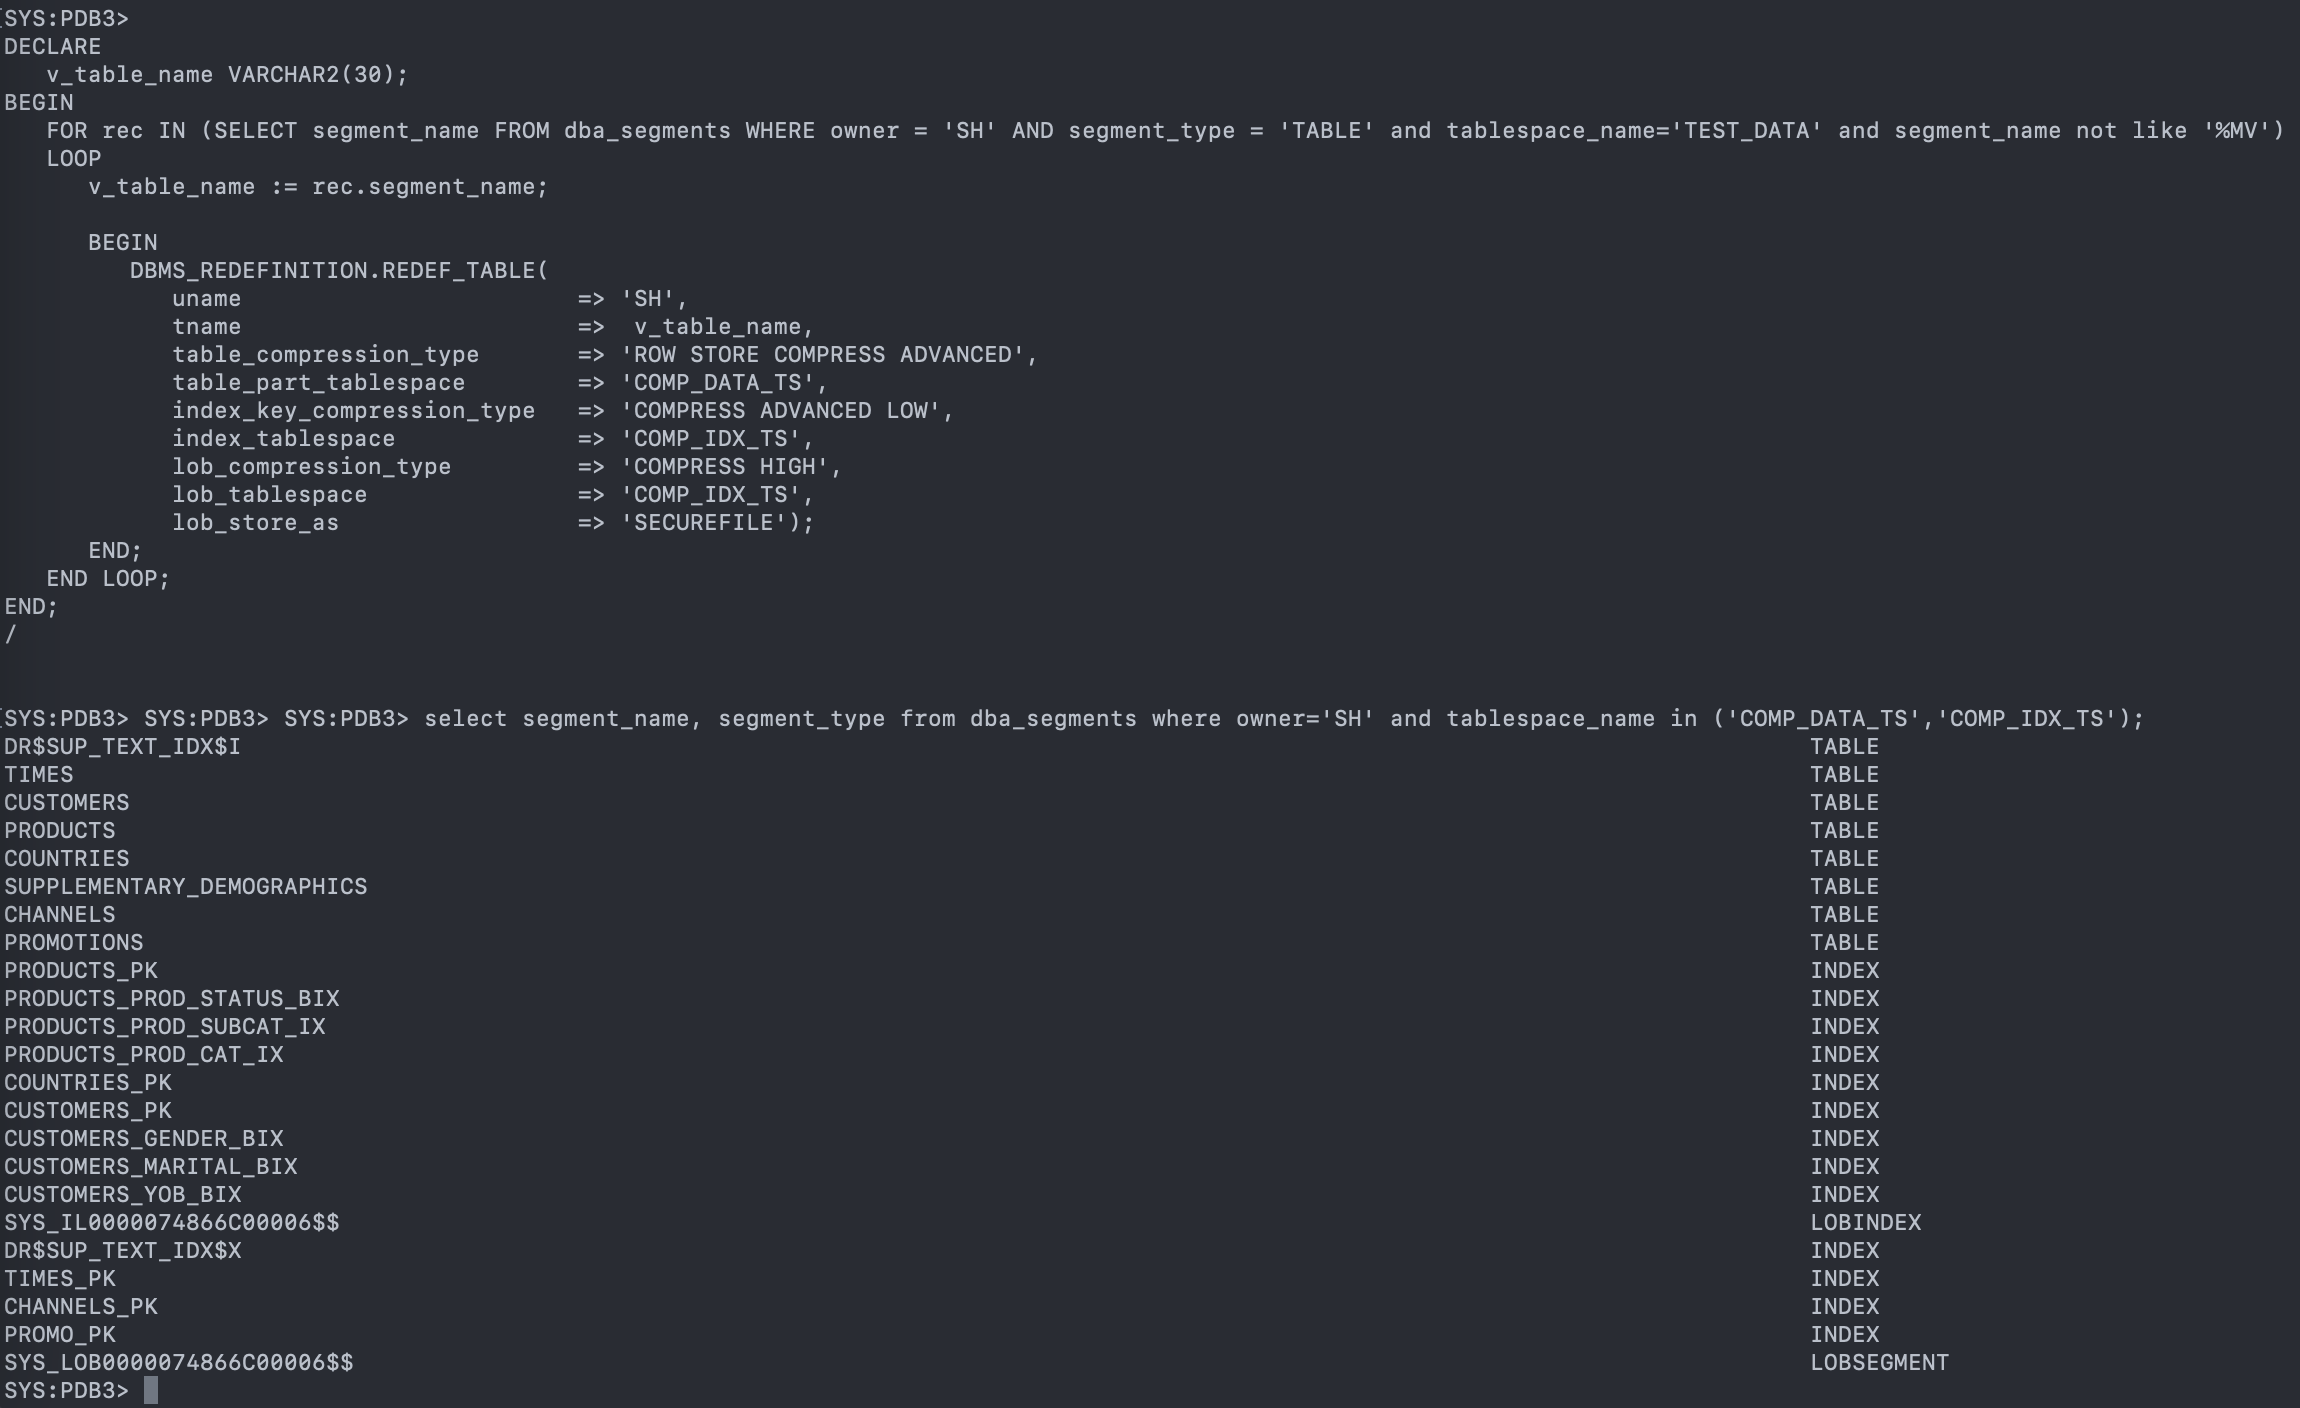 [SYS:PDB3>
DECLARE
   v_table_name VARCHAR2(30);
BEGIN
   FOR rec IN (SELECT segment_name FROM dba_segments WHERE owner = 'SH' AND segment_type = 'TABLE' and tablespace_name='TEST_DATA' and segment_name not like '%MV')
   LOOP
      v_table_name := rec.segment_name;

      BEGIN
         DBMS_REDEFINITION.REDEF_TABLE(
            uname                        => 'SH',
            tname                        =>  v_table_name,
            table_compression_type       => 'ROW STORE COMPRESS ADVANCED',
            table_part_tablespace        => 'COMP_DATA_TS',
            index_key_compression_type   => 'COMPRESS ADVANCED LOW',
            index_tablespace             => 'COMP_IDX_TS',
            lob_compression_type         => 'COMPRESS HIGH',
            lob_tablespace               => 'COMP_IDX_TS',
            lob_store_as                 => 'SECUREFILE');
      END;
   END LOOP;
END;
/

[SYS:PDB3> SYS:PDB3> SYS:PDB3> select segment_name, segment_type from dba_segments where owner='SH' and tablespace_name in ('COMP_DATA_TS','COMP_IDX_TS');
DR$SUP_TEXT_IDX$I TABLE
TIMES TABLE
CUSTOMERS TABLE
PRODUCTS TABLE
COUNTRIES TABLE
SUPPLEMENTARY_DEMOGRAPHICS TABLE
CHANNELS TABLE
PROMOTIONS TABLE
PRODUCTS_PK INDEX
PRODUCTS_PROD_STATUS_BIX INDEX
PRODUCTS_PROD_SUBCAT_IX INDEX
PRODUCTS_PROD_CAT_IX INDEX
COUNTRIES_PK INDEX
CUSTOMERS_PK INDEX
CUSTOMERS_GENDER_BIX INDEX
CUSTOMERS_MARITAL_BIX INDEX
CUSTOMERS_YOB_BIX INDEX
SYS_IL0000074866C00006$$ LOBINDEX
DR$SUP_TEXT_IDX$X INDEX
TIMES_PK INDEX
CHANNELS_PK INDEX
PROMO_PK INDEX
SYS_LOB0000074866C00006$$ LOBSEGMENT
SYS:PDB3>